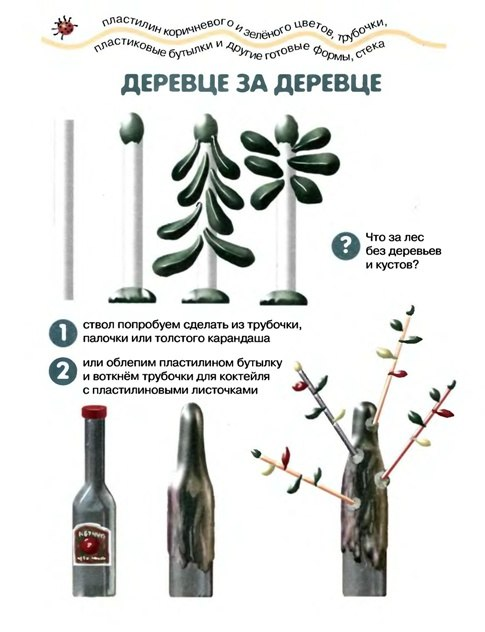 пластилин коричневого и зелёного цветов, трубочки,
пластиковые бутылки и другие готовые формы, стека
ДЕРЕВЦЕ ЗА ДЕРЕВЦЕ
? Что за лес
без деревьев
и кустов?
1 ствол попробуем сделать из трубочки,
палочки или толстого карандаша
2 или облепим пластилином бутылку
и воткнём трубочки для коктейля
с пластилиновыми листочками